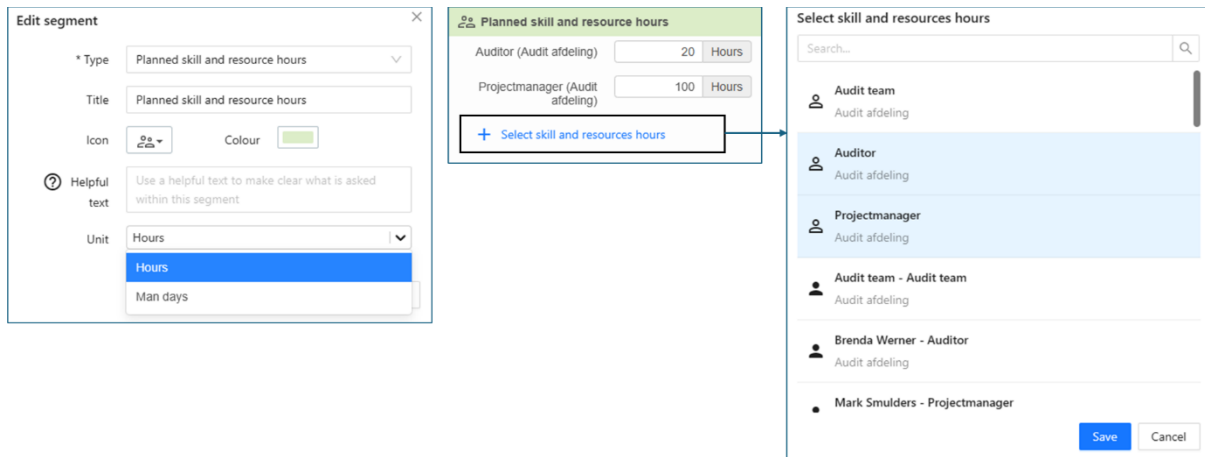 Edit segment
* Type Planned skill and resource hours
Title Planned skill and resource hours
Icon Colour
Helpful text Use a helpful text to make clear what is asked
within this segment
Unit Hours
Hours
Man days
Planned skill and resource hours
Auditor (Audit afdeling) 20 Hours
Projectmanager (Audit
afdeling) 100 Hours
+ Select skill and resources hours
Select skill and resources hours
Search...
Audit team
Audit afdeling
Auditor
Audit afdeling
Projectmanager
Audit afdeling
Audit team - Audit team
Audit afdeling
Brenda Werner - Auditor
Audit afdeling
Mark Smulders - Projectmanager
Save Cancel